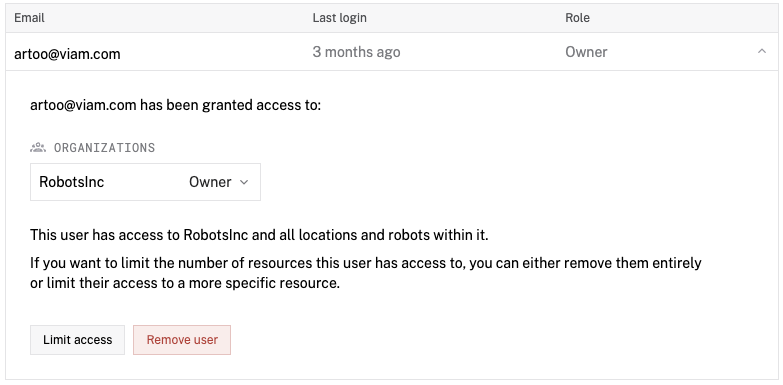 Email Last login Role
artoo@viam.com 3 months ago Owner
artoo@viam.com has been granted access to:
ORGANIZATIONS
RobotsInc Owner
This user has access to RobotsInc and all locations and robots within it.
If you want to limit the number of resources this user has access to, you can either remove them entirely
or limit their access to a more specific resource.
Limit access Remove user